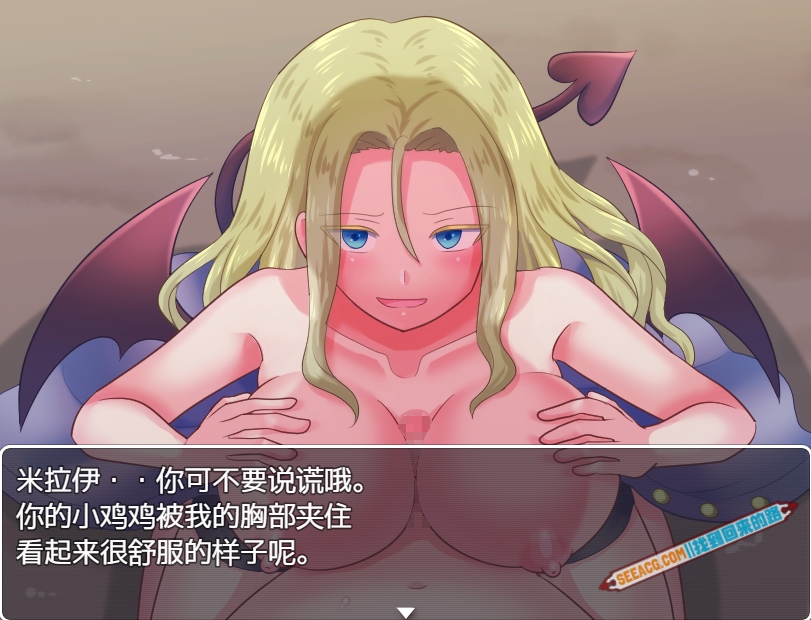 米拉伊··你可不要说谎哦。
你的小鸡鸡被我的胸部夹住
看起来很舒服的样子呢。
SEEACG.COM||找到回来的路